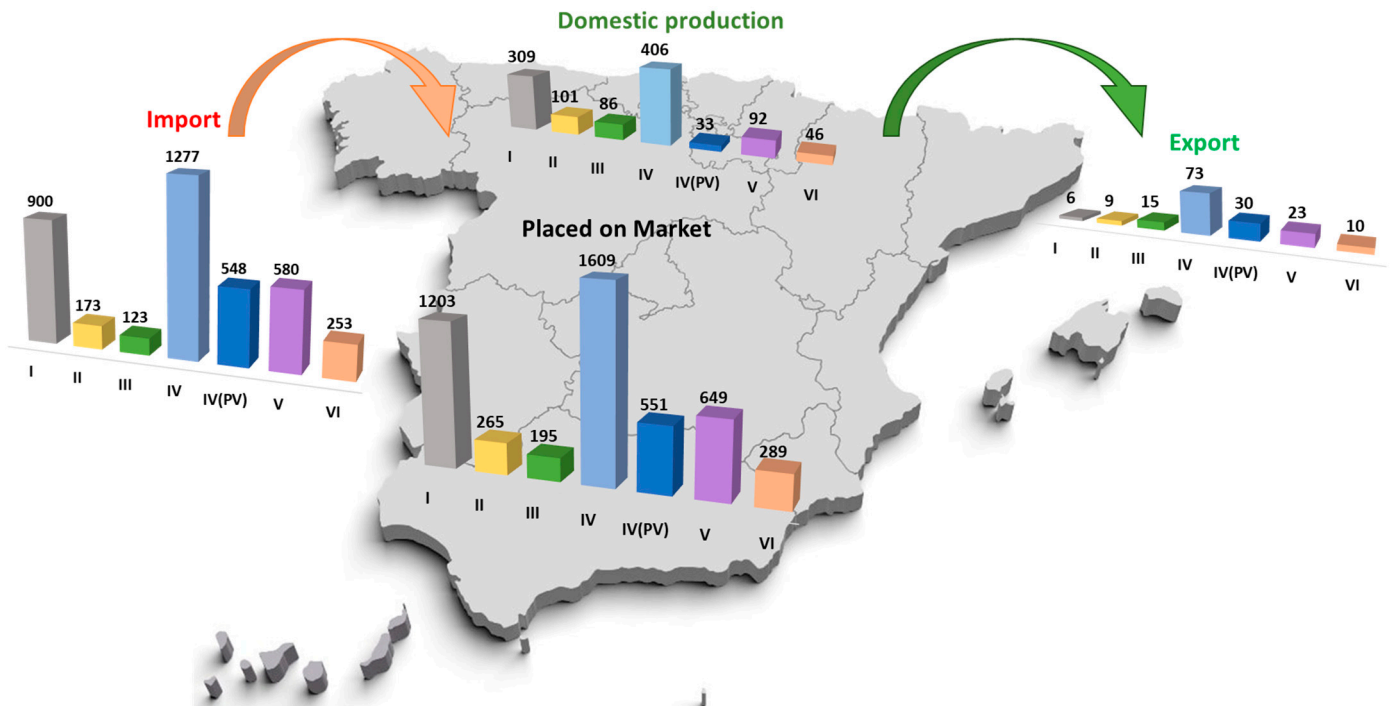 Domestic production
309 101 86 406 33 92 46
I II III IV IV(PV) V VI
Import
900 173 123 1277 548 580 253
I II III IV IV(PV) V VI
Export
6 9 15 73 30 23 10
I II III IV IV(PV) V VI
Placed on Market
1203 265 195 1609 551 649 289
I II III IV IV(PV) V VI